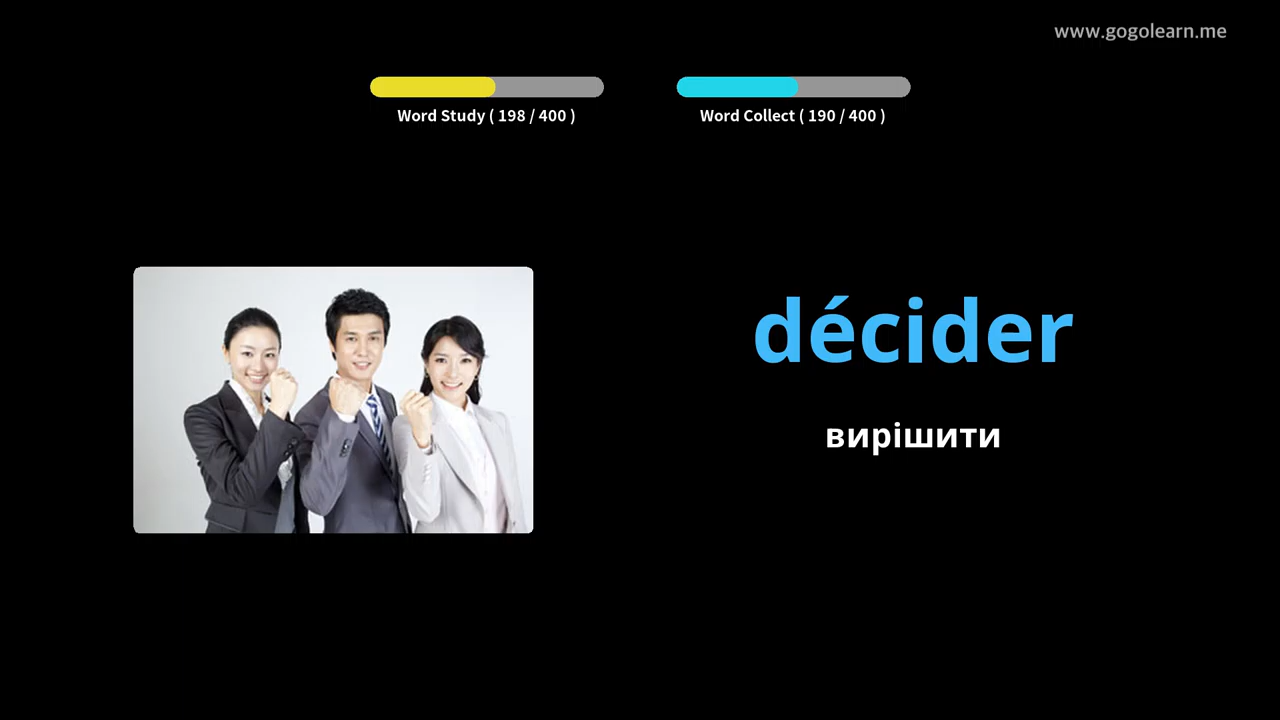 www.gogolearn.me
Word Study ( 198 / 400 )
Word Collect ( 190 / 400 )
décider
вирішити